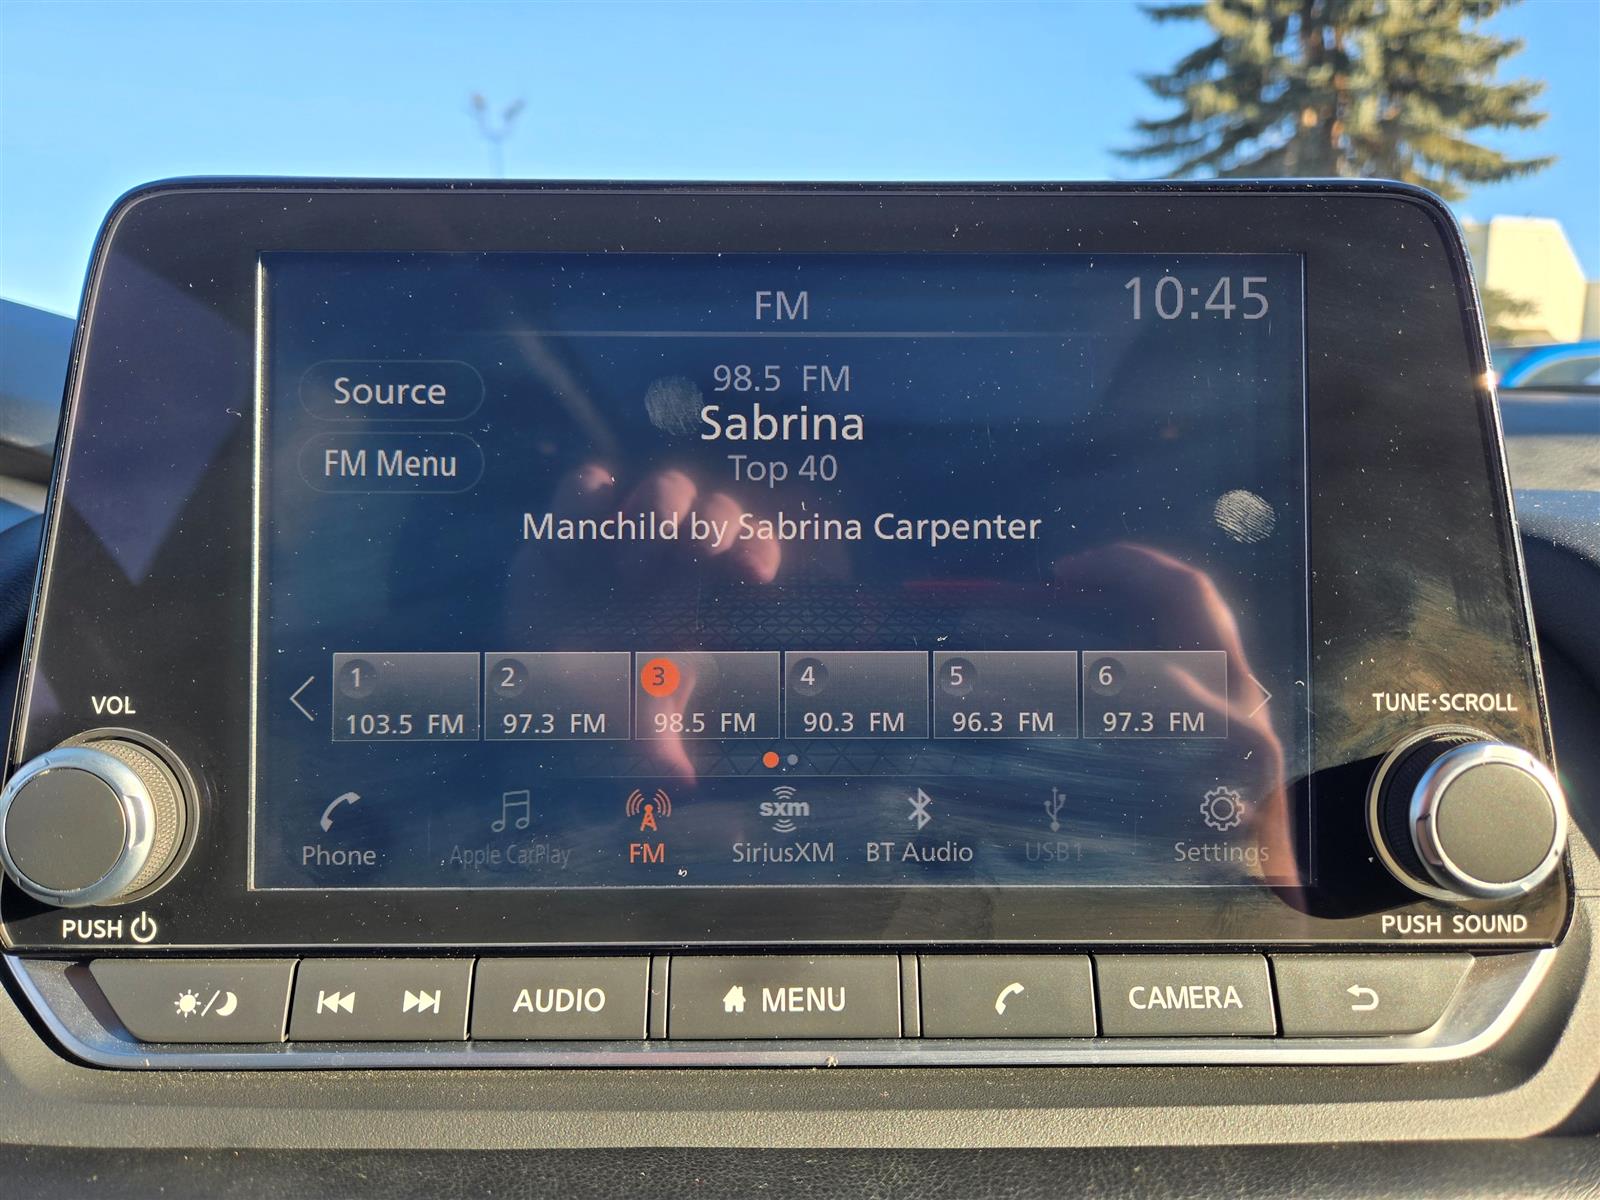 FM
10:45
Source
98.5 FM
Sabrina
FM Menu
Top 40
Manchild by Sabrina Carpenter
1
2
3
4
5
6
103.5 FM
97.3 FM
98.5 FM
90.3 FM
96.3 FM
97.3 FM
VOL
TUNE·SCROLL
sxm
Phone
Apple CarPlay
FM
SiriusXM
BT Audio
USB1
Settings
PUSH
PUSH SOUND
AUDIO
MENU
CAMERA